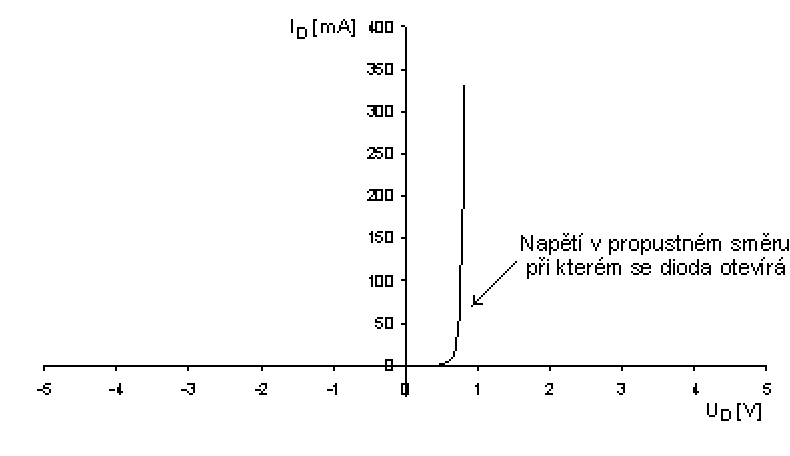 I_D [mA]
400
350
300
250
200
150
100
50
0
Napětí v propustném směru
při kterém se dioda otevírá
-5 -4 -3 -2 -1 0 1 2 3 4 5
U_D [V]